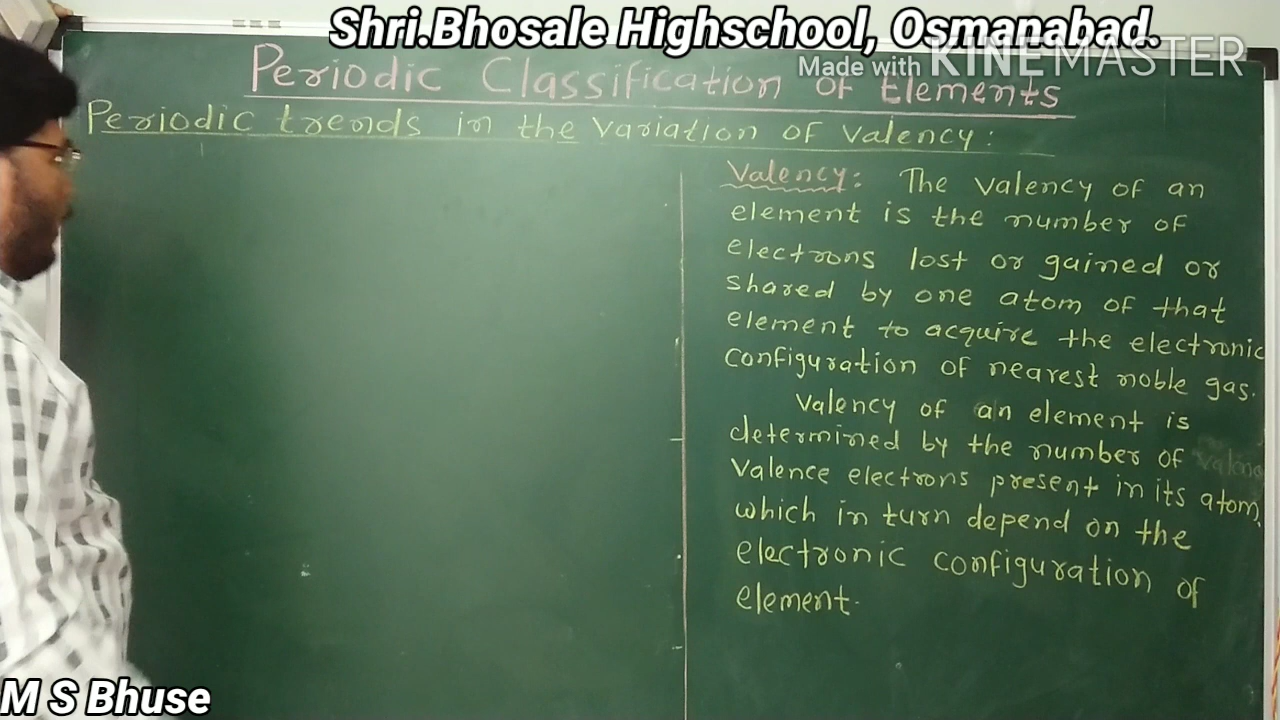 Shri.Bhosale Highschool, Osmanabad.
Made with KINEMASTER
Periodic Classification of Elements
Periodic trends in the variation of valency:
Valency: The valency of an
element is the number of
electrons lost or gained or
shared by one atom of that
element to acquire the electronic
configuration of nearest noble gas.
Valency of an element is
determined by the number of
valence electrons present in its atom,
which in turn depend on the
electronic configuration of
element.
M S Bhuse